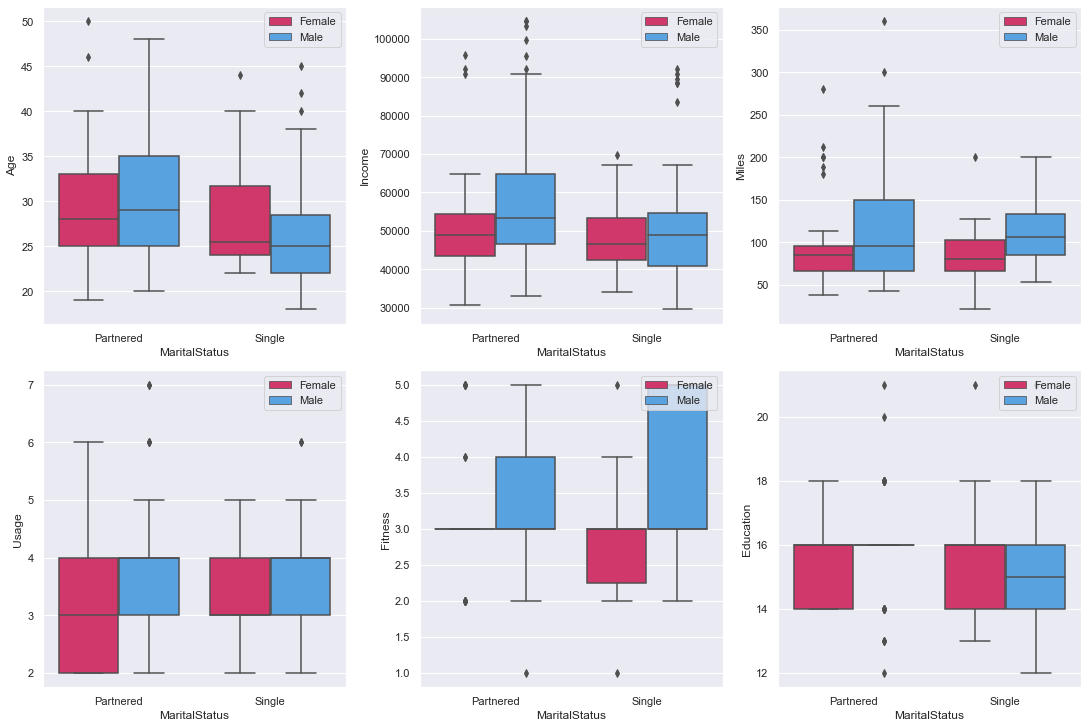 50
45
40
35
30
25
20
Age
Female
Male
Partnered
Single
MaritalStatus
100000
90000
80000
70000
60000
50000
40000
30000
Income
Female
Male
Partnered
Single
MaritalStatus
350
300
250
200
150
100
50
Miles
Female
Male
Partnered
Single
MaritalStatus
7
6
5
4
3
2
Usage
Female
Male
Partnered
Single
MaritalStatus
5.0
4.5
4.0
3.5
3.0
2.5
2.0
1.5
1.0
Fitness
Female
Male
Partnered
Single
MaritalStatus
20
18
16
14
12
Education
Female
Male
Partnered
Single
MaritalStatus